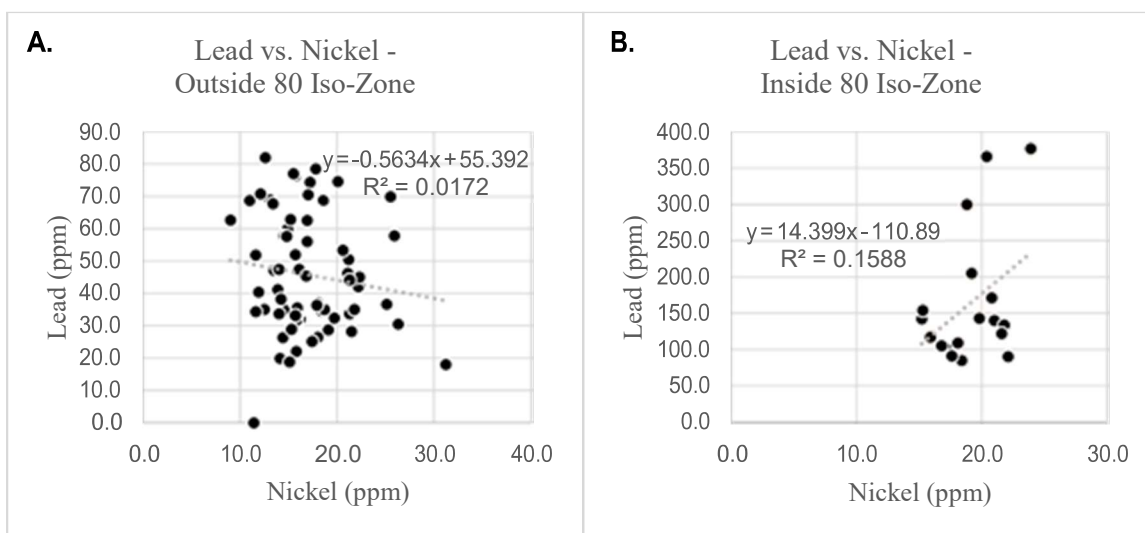 A.
Lead vs. Nickel -
Outside 80 Iso-Zone
90.0
80.0
70.0
60.0
50.0
40.0
30.0
20.0
10.0
0.0
y=-0.5634x+55.392
R² = 0.0172
Lead (ppm)
0.0 10.0 20.0 30.0 40.0
Nickel (ppm)
B.
Lead vs. Nickel -
Inside 80 Iso-Zone
400.0
350.0
300.0
250.0
200.0
150.0
100.0
50.0
0.0
y=14.399x-110.89
R² = 0.1588
Lead (ppm)
0.0 10.0 20.0 30.0
Nickel (ppm)